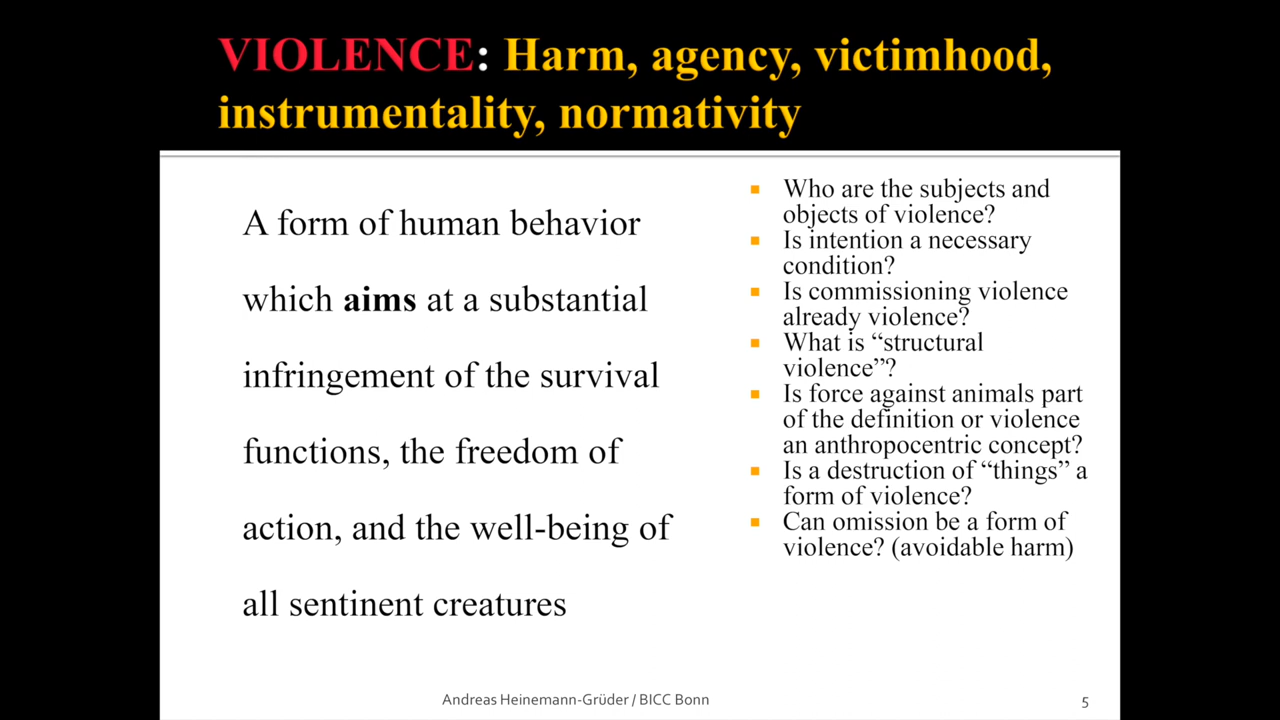 VIOLENCE: Harm, agency, victimhood,
instrumentality, normativity
A form of human behavior
which aims at a substantial
infringement of the survival
functions, the freedom of
action, and the well-being of
all sentinent creatures
Who are the subjects and
objects of violence?
Is intention a necessary
condition?
Is commissioning violence
already violence?
What is “structural
violence”?
Is force against animals part
of the definition or violence
an anthropocentric concept?
Is a destruction of “things” a
form of violence?
Can omission be a form of
violence? (avoidable harm)
Andreas Heinemann-Grüder / BICC Bonn
5